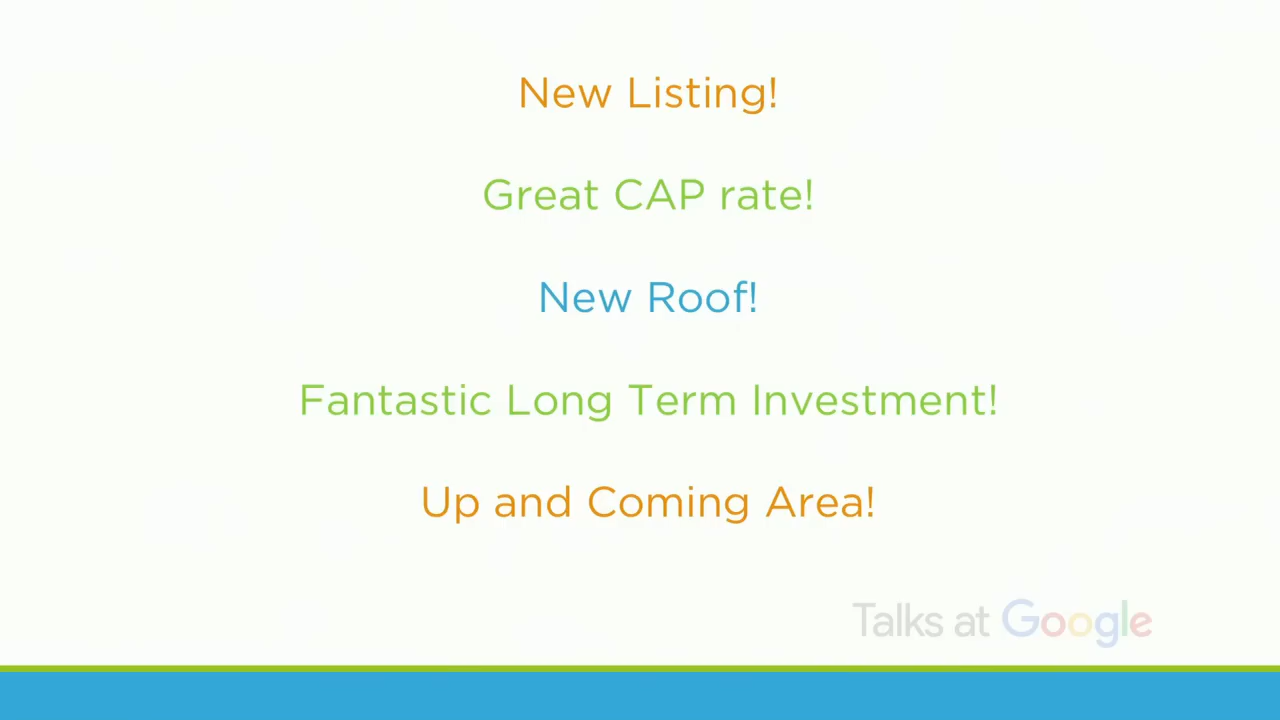 New Listing!
Great CAP rate!
New Roof!
Fantastic Long Term Investment!
Up and Coming Area!
Talks at Google